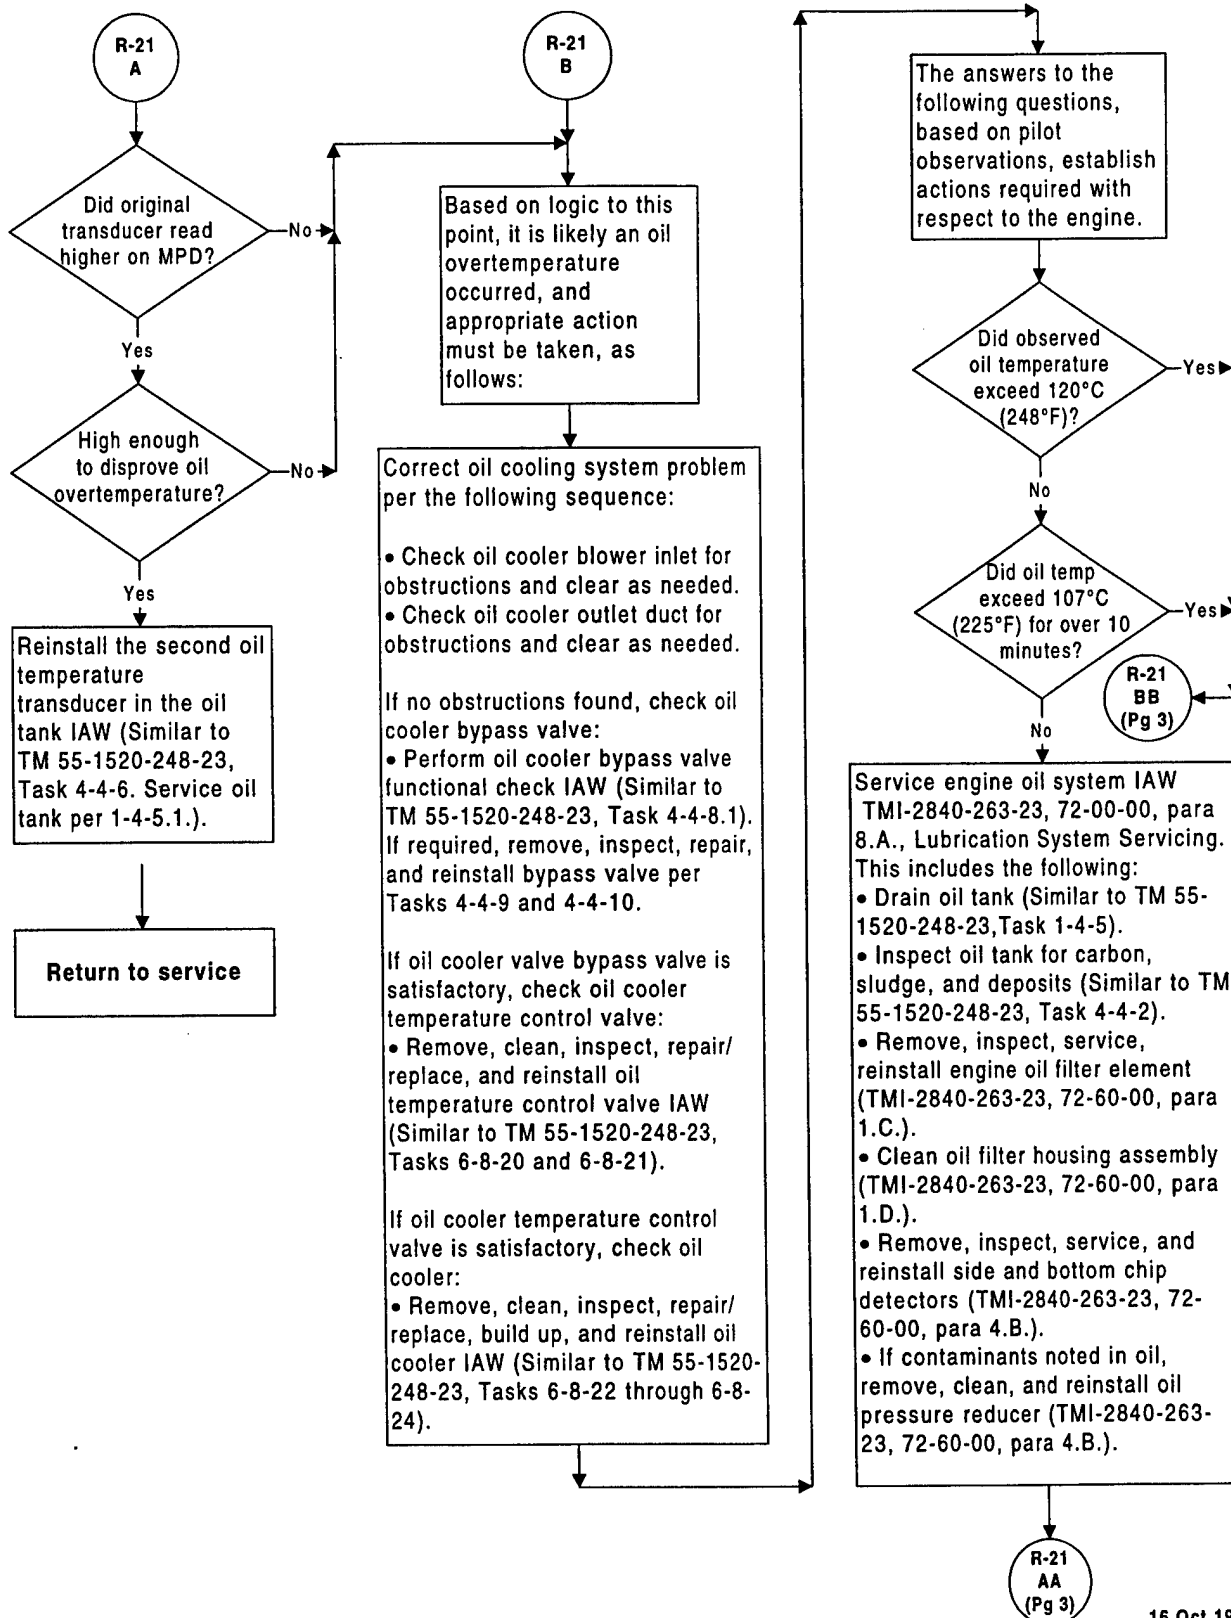 R-21
A
Did original
transducer read
higher on MPD?
No
Yes
High enough
to disprove oil
overtemperature?
No
Yes
Reinstall the second oil
temperature
transducer in the oil
tank IAW (Similar to
TM 55-1520-248-23,
Task 4-4-6. Service oil
tank per 1-4-5.1.).
Return to service
R-21
B
Based on logic to this
point, it is likely an oil
overtemperature
occurred, and
appropriate action
must be taken, as
follows:
Correct oil cooling system problem
per the following sequence:
• Check oil cooler blower inlet for
obstructions and clear as needed.
• Check oil cooler outlet duct for
obstructions and clear as needed.
If no obstructions found, check oil
cooler bypass valve:
• Perform oil cooler bypass valve
functional check IAW (Similar to
TM 55-1520-248-23, Task 4-4-8.1).
If required, remove, inspect, repair,
and reinstall bypass valve per
Tasks 4-4-9 and 4-4-10.
If oil cooler valve bypass valve is
satisfactory, check oil cooler
temperature control valve:
• Remove, clean, inspect, repair/
replace, and reinstall oil
temperature control valve IAW
(Similar to TM 55-1520-248-23,
Tasks 6-8-20 and 6-8-21).
If oil cooler temperature control
valve is satisfactory, check oil
cooler:
• Remove, clean, inspect, repair/
replace, build up, and reinstall oil
cooler IAW (Similar to TM 55-1520-
248-23, Tasks 6-8-22 through 6-8-
24).
The answers to the
following questions,
based on pilot
observations, establish
actions required with
respect to the engine.
Did observed
oil temperature
exceed 120°C
(248°F)?
Yes
No
Did oil temp
exceed 107°C
(225°F) for over 10
minutes?
Yes
R-21
BB
(Pg 3)
No
Service engine oil system IAW
TMI-2840-263-23, 72-00-00, para
8.A., Lubrication System Servicing.
This includes the following:
• Drain oil tank (Similar to TM 55-
1520-248-23,Task 1-4-5).
• Inspect oil tank for carbon,
sludge, and deposits (Similar to TM
55-1520-248-23, Task 4-4-2).
• Remove, inspect, service,
reinstall engine oil filter element
(TMI-2840-263-23, 72-60-00, para
1.C.).
• Clean oil filter housing assembly
(TMI-2840-263-23, 72-60-00, para
1.D.).
• Remove, inspect, service, and
reinstall side and bottom chip
detectors (TMI-2840-263-23, 72-
60-00, para 4.B.).
• If contaminants noted in oil,
remove, clean, and reinstall oil
pressure reducer (TMI-2840-263-
23, 72-60-00, para 4.B.).
R-21
AA
(Pg 3)